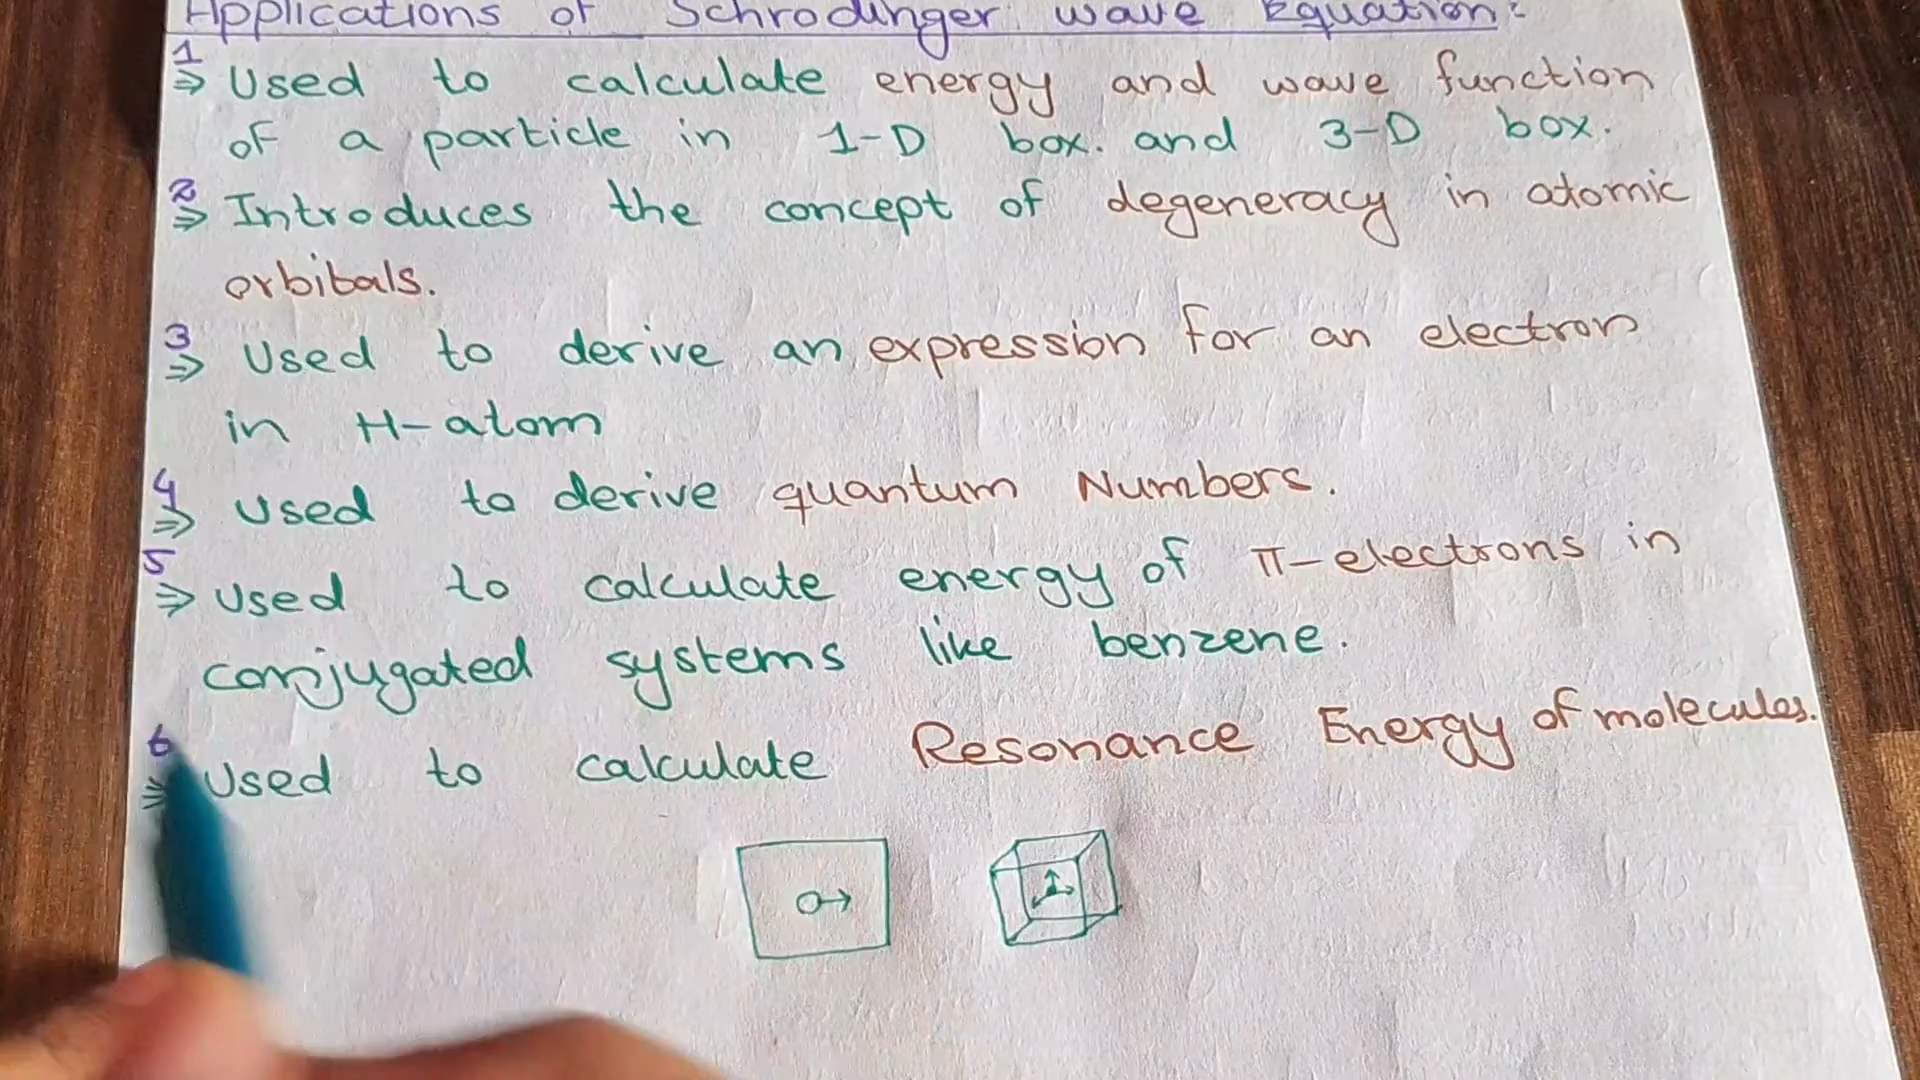 Applications of Schrodinger wave Equation:
1
⇒ Used to calculate energy and wave function
of a particle in 1-D box. and 3-D box.
2
⇒ Introduces the concept of degeneracy in atomic
orbitals.
3
⇒ Used to derive an expression for an electron
in H-atom
4
⇒ Used to derive quantum Numbers.
5
⇒ Used to calculate energy of π-electrons in
conjugated systems like benzene.
6
⇒ Used to calculate Resonance Energy of molecules.